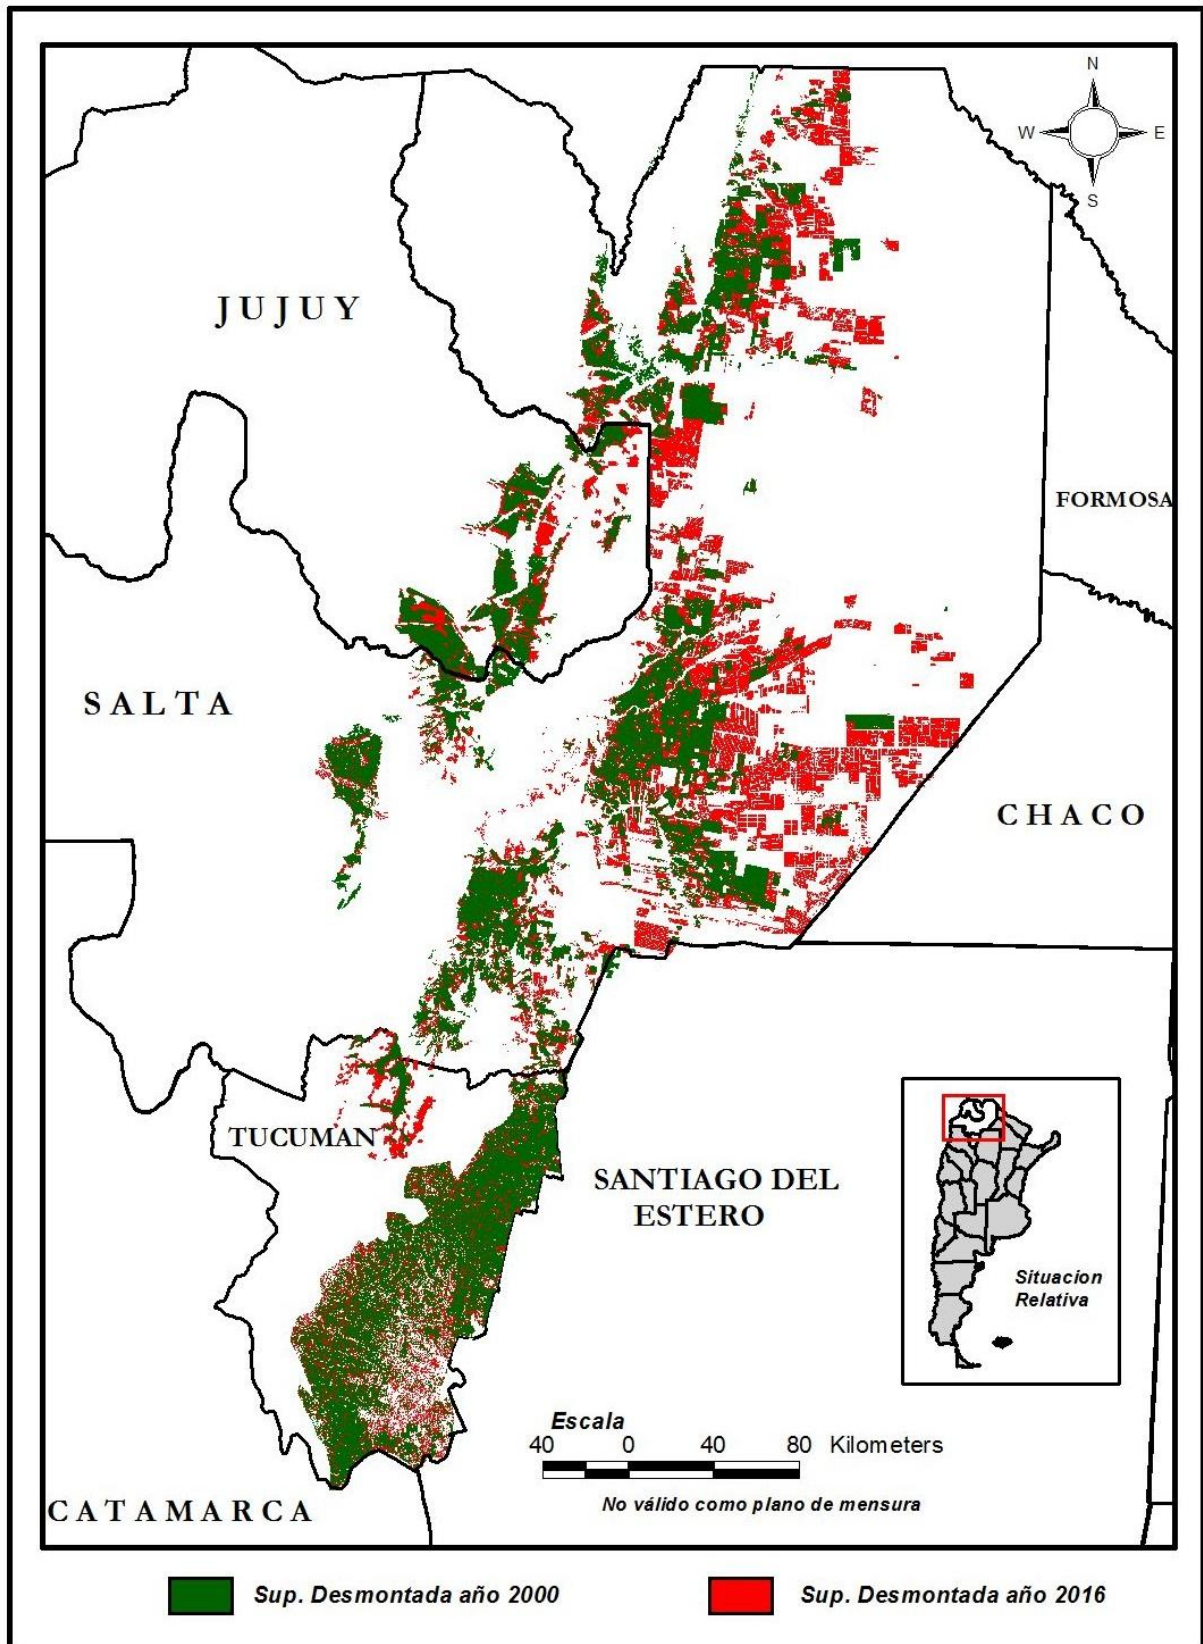 N
W E
S
JUJUY
FORMOSA
SALTA
CHACO
TUCUMAN
SANTIAGO DEL
ESTERO
Situacion
Relativa
Escala
40 0 40 80 Kilometers
No válido como plano de mensura
CATAMARCA
Sup. Desmontada año 2000
Sup. Desmontada año 2016